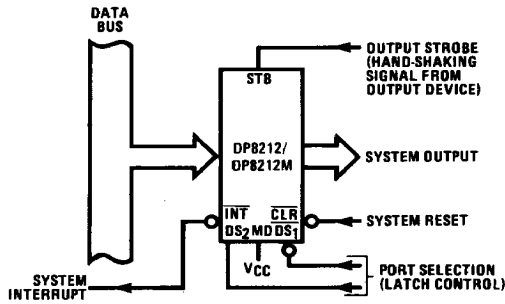 DATA
BUS
OUTPUT STROBE
(HAND-SHAKING
SIGNAL FROM
OUTPUT DEVICE)
STB
DP8212/
DP8212M
SYSTEM OUTPUT
INT CLR
SYSTEM RESET
DS2 MD DS1
VCC
PORT SELECTION
(LATCH CONTROL)
SYSTEM
INTERRUPT